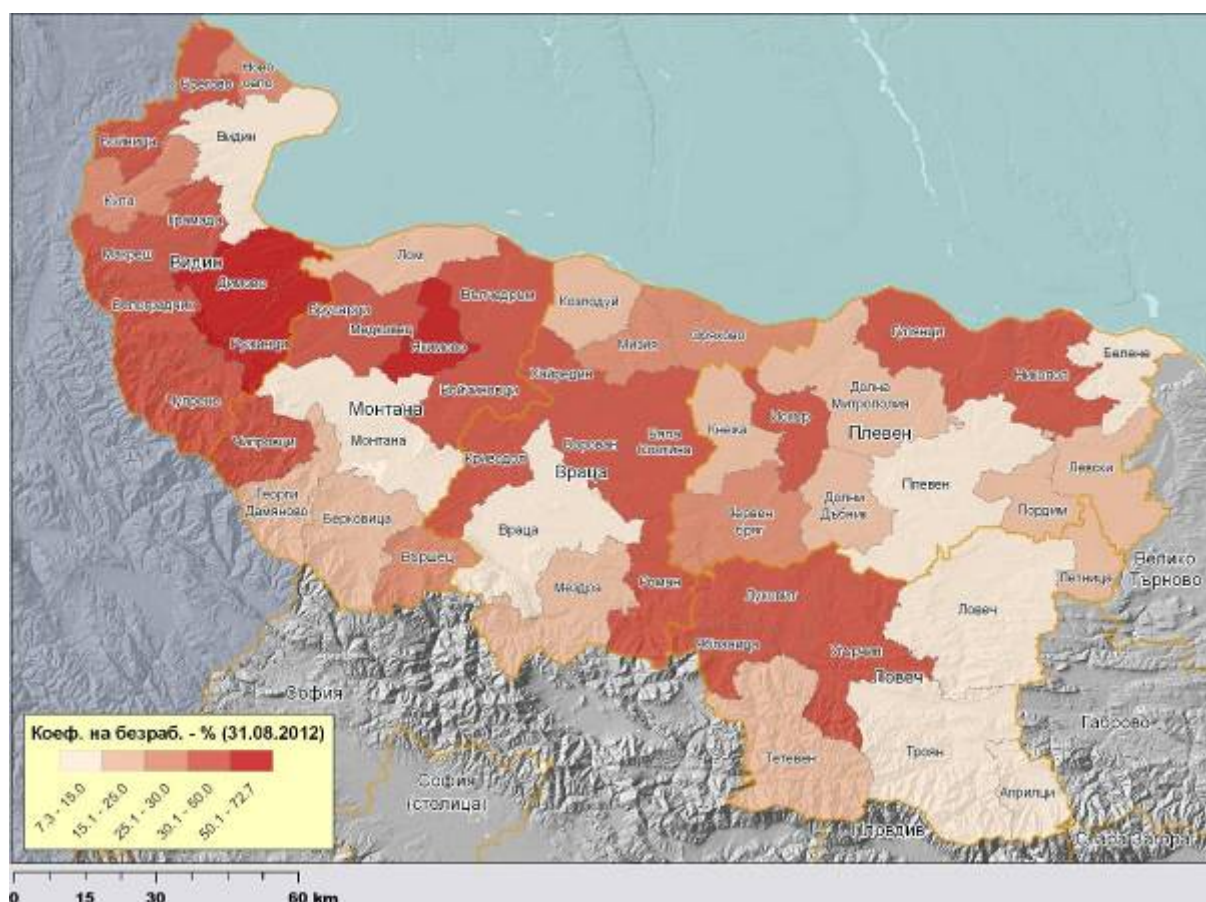 Ново
село
Брегово
Видин
Бойница
Кула
Грамада
Макреш
Видин
Димово
Белоградчик
Ружинци
Чупрене
Лом
Брусарци
Медковец
Якимово
Вълчедръм
Бойчиновци
Монтана
Монтана
Чипровци
Георги
Дамяново
Берковица
Вършец
Козлодуй
Мизия
Оряхово
Хайредин
Криводол
Борован
Бяла
Слатина
Враца
Враца
Мездра
Роман
Гулянци
Никопол
Белене
Долна
Митрополия
Искър
Кнежа
Плевен
Плевен
Левски
Пордим
Долни
Дъбник
Червен
бряг
Летница
Велико
Търново
Луковит
Ловеч
Ябланица
Угърчин
Ловеч
Тетевен
Троян
Априлци
Габрово
София
София
(столица)
Пловдив
Стара Загора
Коеф. на безраб. - % (31.08.2012)
7.3 - 15.0
15.1 - 25.0
25.1 - 30.0
30.1 - 50.0
50.1 - 72.7
0 15 30 60 km